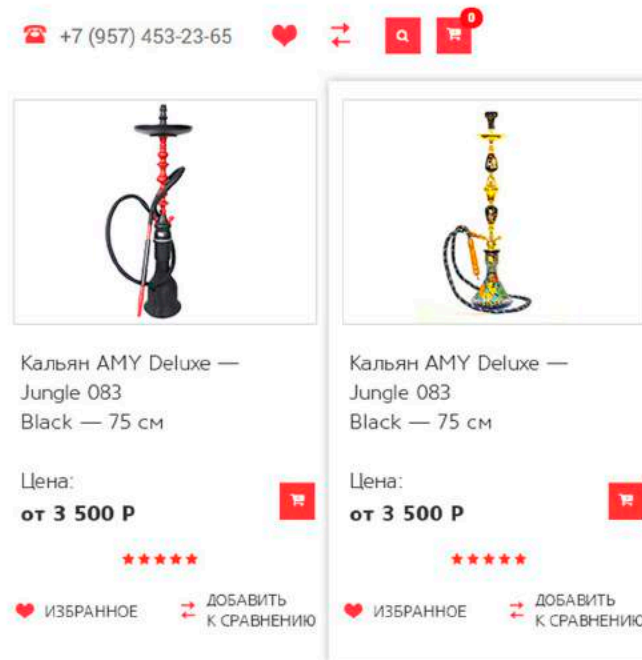 +7 (957) 453-23-65
0
Кальян AMY Deluxe —
Jungle 083
Black — 75 см
Цена:
от 3 500 Р
ИЗБРАННОЕ
ДОБАВИТЬ
К СРАВНЕНИЮ
Кальян AMY Deluxe —
Jungle 083
Black — 75 см
Цена:
от 3 500 Р
ИЗБРАННОЕ
ДОБАВИТЬ
К СРАВНЕНИЮ